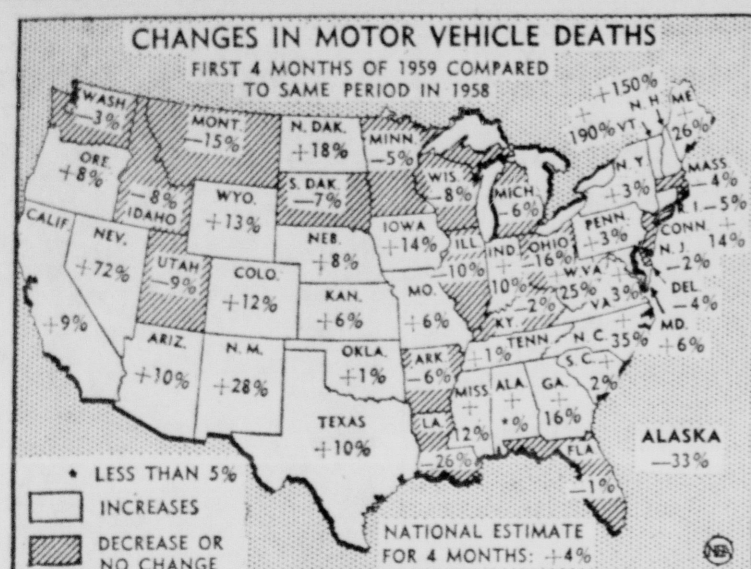 CHANGES IN MOTOR VEHICLE DEATHS
FIRST 4 MONTHS OF 1959 COMPARED
TO SAME PERIOD IN 1958
WASH.
—3%
MONT.
—15%
N. DAK.
+18%
MINN.
—5%
+150%
N. H.
190% VT.
ME.
+26%
ORE.
+8%
—8%
IDAHO
WYO.
+13%
S. DAK.
—7%
WIS.
—8%
MICH.
—6%
N. Y.
+3%
MASS.
—4%
R. I. —5%
CONN.
+14%
CALIF.
+9%
NEV.
+72%
UTAH
—9%
COLO.
+12%
NEB.
+8%
IOWA
+14%
ILL.
—10%
IND.
+10%
OHIO
—16%
PENN.
+3%
N. J.
—2%
W.VA.
+25%
VA. 3%
DEL.
—4%
MD.
+6%
KAN.
+6%
MO.
+6%
KY.
—2%
ARIZ.
+10%
N. M.
+28%
OKLA.
+1%
ARK.
—6%
TENN.
+1%
N. C.
+35%
S. C.
+2%
TEXAS
+10%
LA.
—26%
MISS.
+12%
ALA.
+
*%
GA.
+16%
FLA.
—1%
ALASKA
—33%
* LESS THAN 5%
INCREASES
DECREASE OR
NO CHANGE
NATIONAL ESTIMATE
FOR 4 MONTHS: +4%
NEA